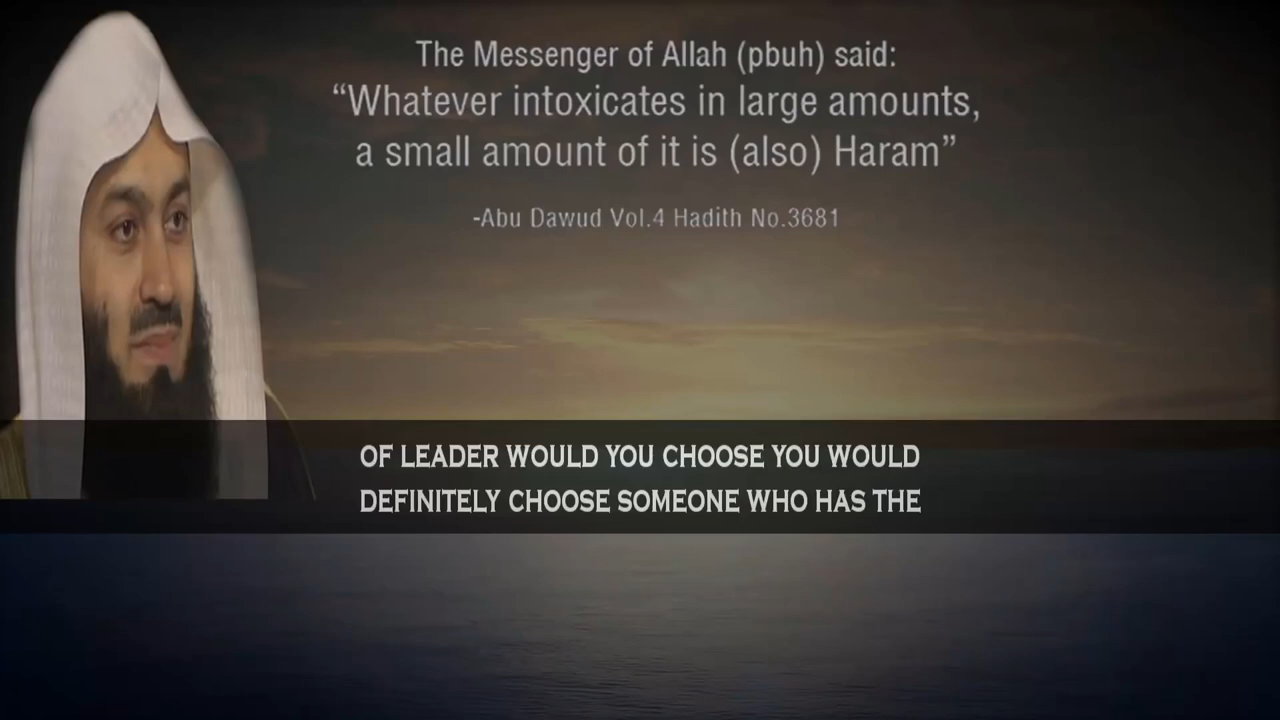 The Messenger of Allah (pbuh) said:
“Whatever intoxicates in large amounts,
a small amount of it is (also) Haram”
-Abu Dawud Vol.4 Hadith No.3681
OF LEADER WOULD YOU CHOOSE YOU WOULD
DEFINITELY CHOOSE SOMEONE WHO HAS THE